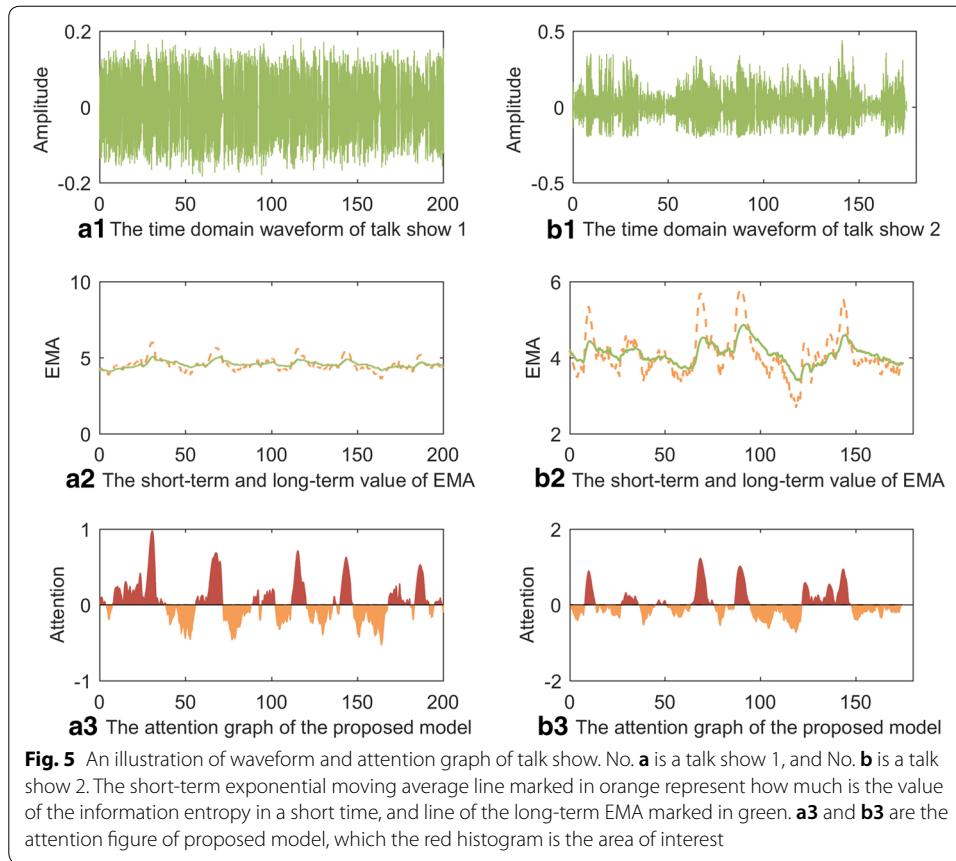 0.2
0
-0.2
Amplitude
0 50 100 150 200
a1 The time domain waveform of talk show 1
0.5
0
-0.5
Amplitude
0 50 100 150
b1 The time domain waveform of talk show 2
10
5
0
EMA
0 50 100 150 200
a2 The short-term and long-term value of EMA
6
4
2
EMA
0 50 100 150
b2 The short-term and long-term value of EMA
1
0
-1
Attention
0 50 100 150 200
a3 The attention graph of the proposed model
2
0
-2
Attention
0 50 100 150
b3 The attention graph of the proposed model
Fig. 5 An illustration of waveform and attention graph of talk show. No. a is a talk show 1, and No. b is a talk
show 2. The short-term exponential moving average line marked in orange represent how much is the value
of the information entropy in a short time, and line of the long-term EMA marked in green. a3 and b3 are the
attention figure of proposed model, which the red histogram is the area of interest